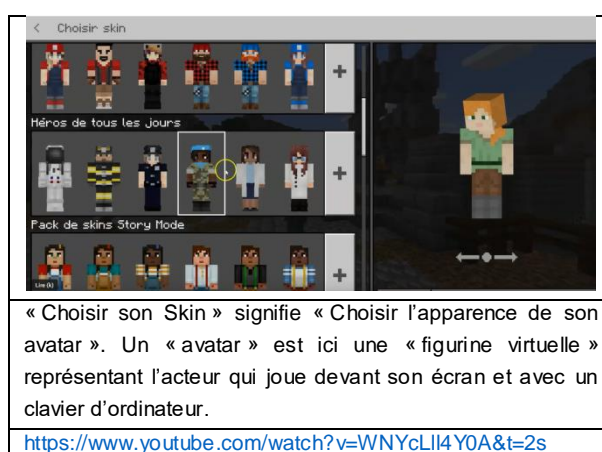 < Choisir skin
Héros de tous les jours
Pack de skins Story Mode
Lire (k)
« Choisir son Skin » signifie « Choisir l'apparence de son
avatar ». Un « avatar » est ici une « figurine virtuelle »
représentant l'acteur qui joue devant son écran et avec un
clavier d'ordinateur.
https://www.youtube.com/watch?v=WNYcLlI4Y0A&t=2s